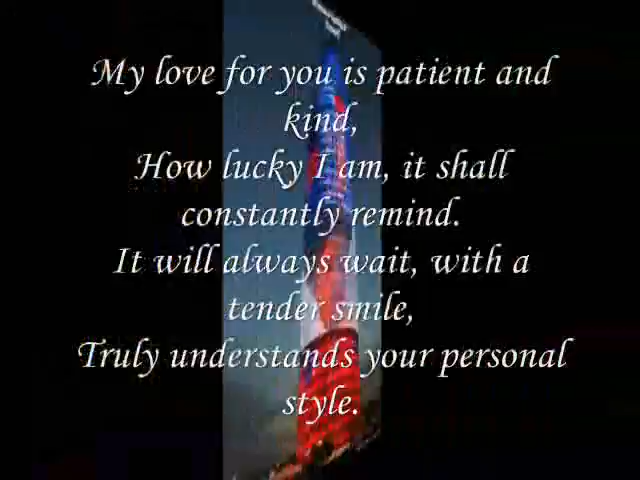 My love for you is patient and
kind,
How lucky I am, it shall
constantly remind.
It will always wait, with a
tender smile,
Truly understands your personal
style.